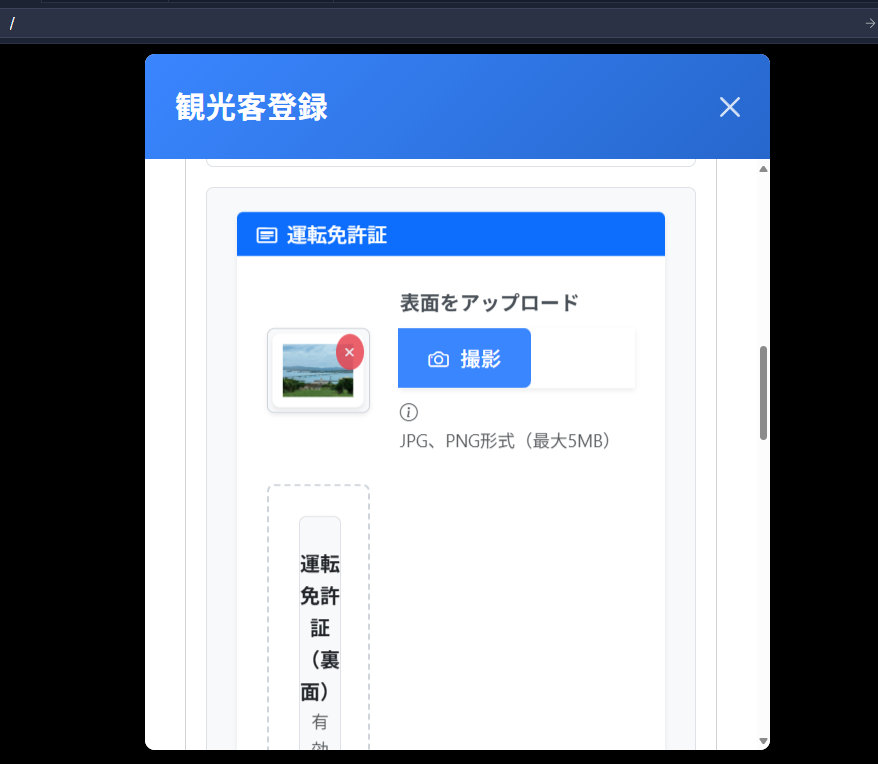 /
観光客登録
運転免許証
表面をアップロード
撮影
JPG、PNG形式（最大5MB）
運転
免許
証
（裏
面）
有
効